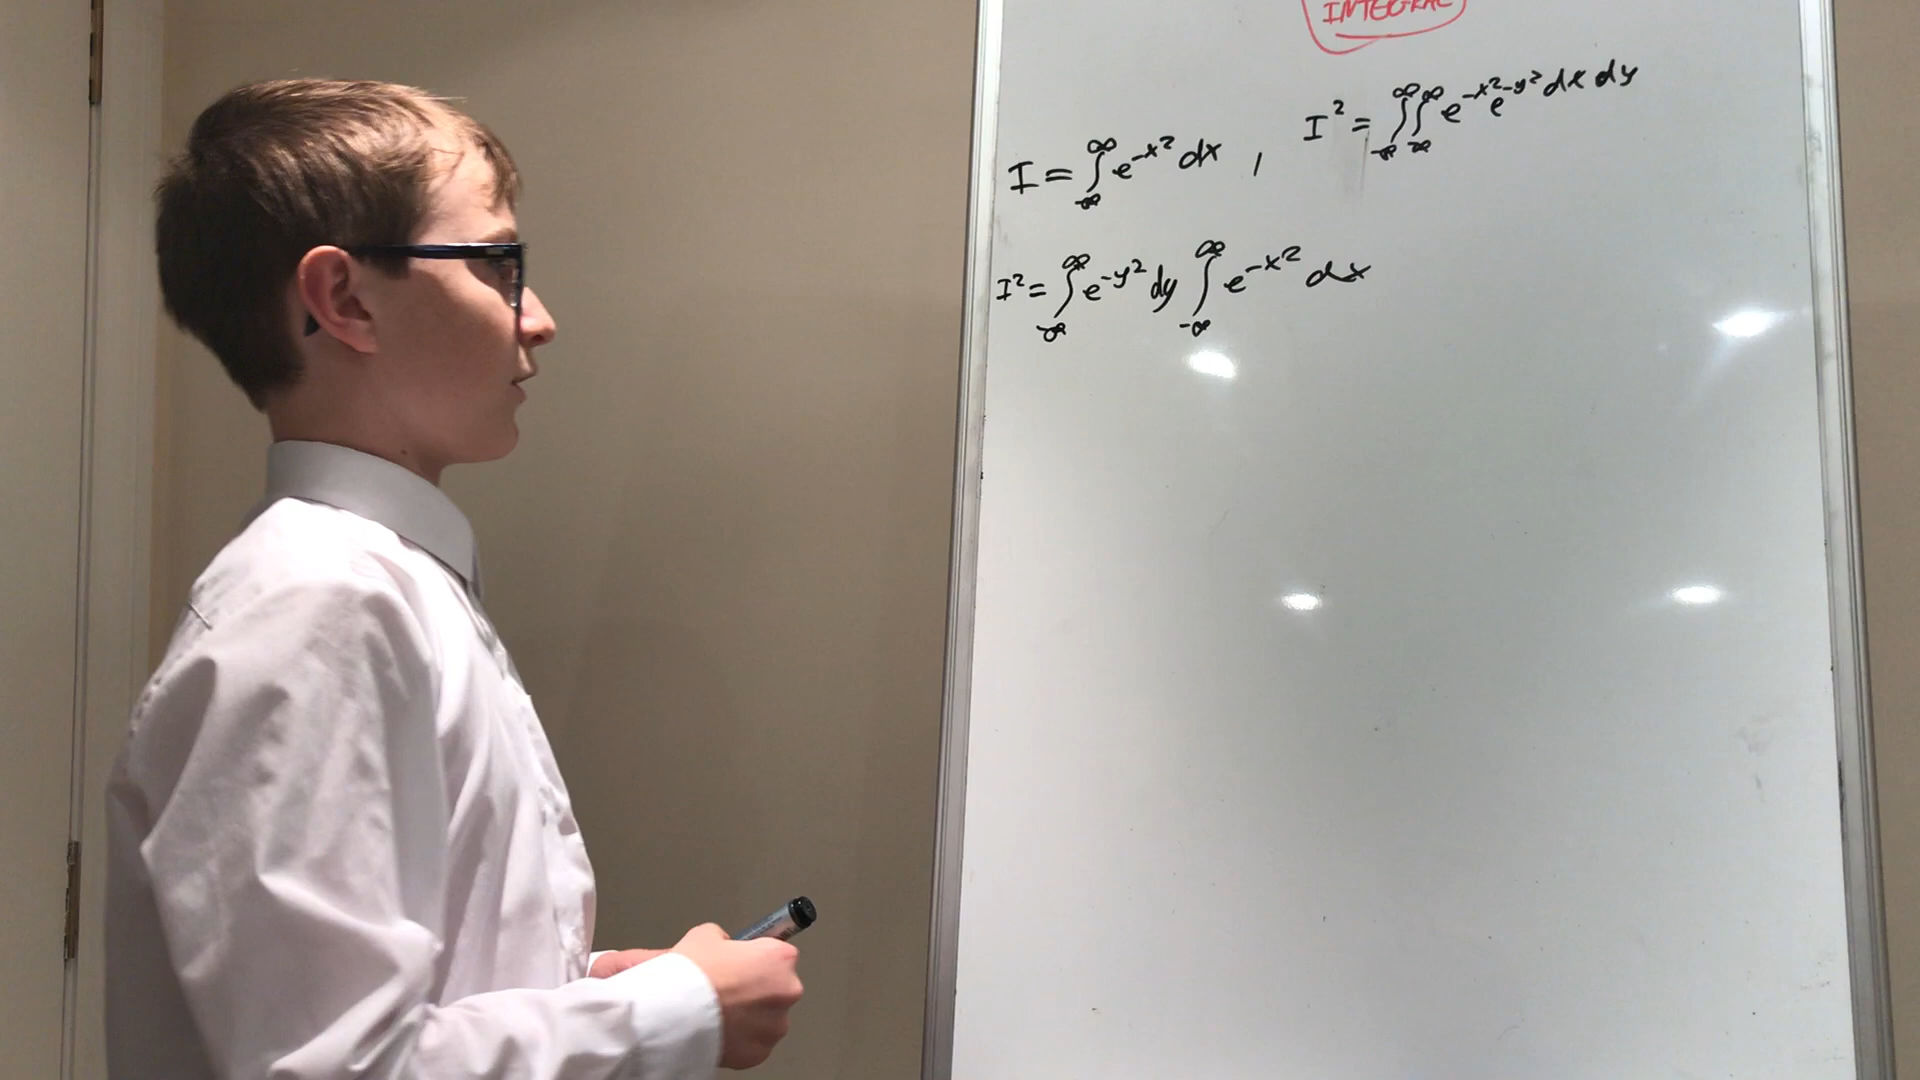 INTEGRAL
I = ∫_{-∞}^{∞} e^{-x²} dx , I² = ∫_{-∞}^{∞} ∫_{-∞}^{∞} e^{-x²} e^{-y²} dx dy
I² = ∫_{-∞}^{∞} e^{-y²} dy ∫_{-∞}^{∞} e^{-x²} dx